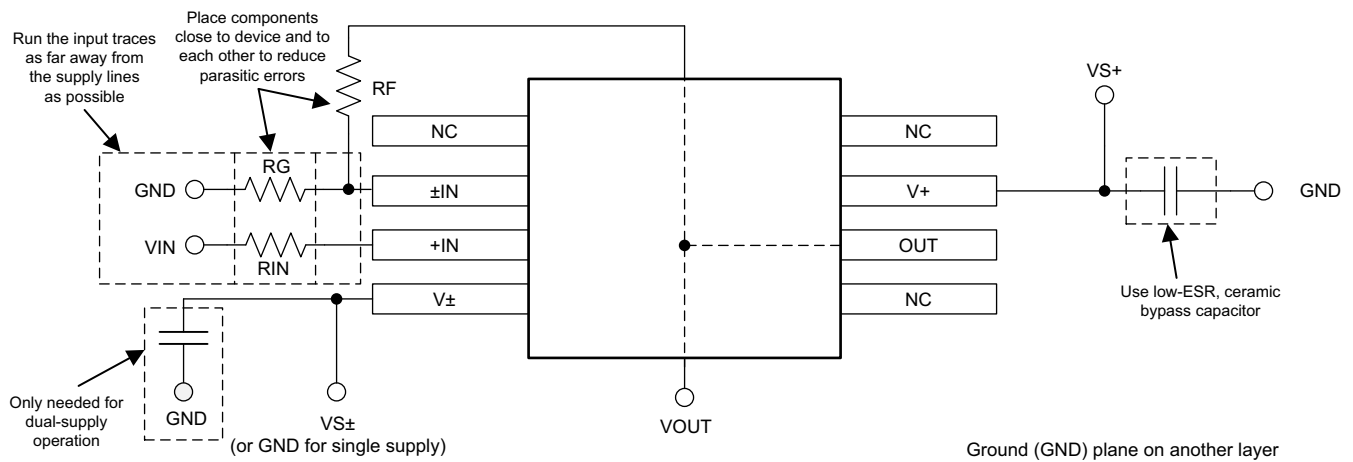 Place components
close to device and to
each other to reduce
parasitic errors
Run the input traces
as far away from
the supply lines
as possible
RF
VS+
NC
NC
RG
GND
±IN
V+
GND
VIN
+IN
OUT
RIN
V±
NC
Use low-ESR, ceramic
bypass capacitor
Only needed for
dual-supply
operation
GND
VS±
(or GND for single supply)
VOUT
Ground (GND) plane on another layer